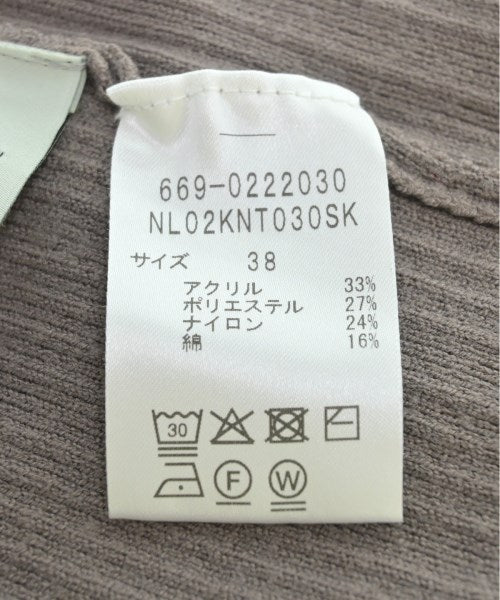 669-0222030
NL02KNT030SK
サイズ 38
アクリル 33%
ポリエステル 27%
ナイロン 24%
綿 16%
30
F W